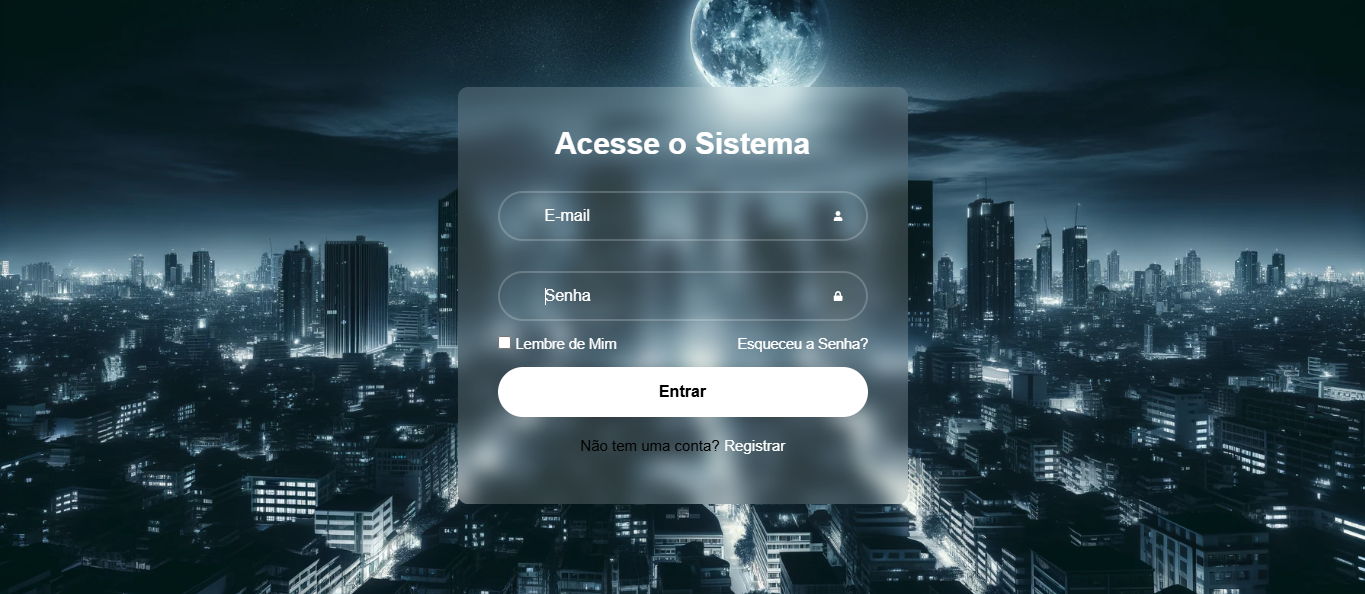 Acesse o Sistema
E-mail
Senha
Lembre de Mim Esqueceu a Senha?
Entrar
Não tem uma conta? Registrar